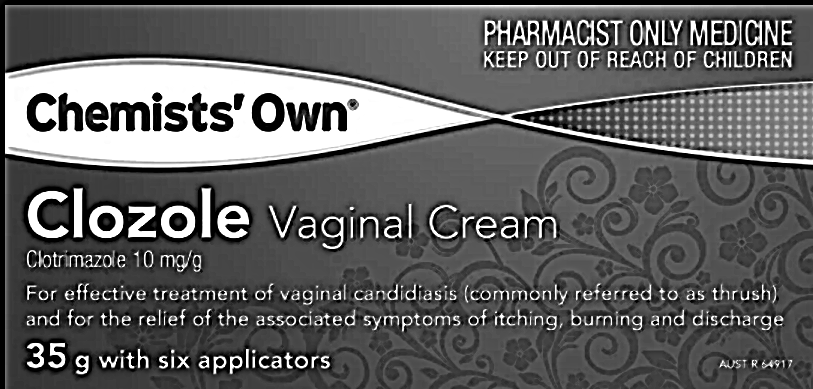 PHARMACIST ONLY MEDICINE
KEEP OUT OF REACH OF CHILDREN
Chemists' Own®
Clozole Vaginal Cream
Clotrimazole 10 mg/g
For effective treatment of vaginal candidiasis (commonly referred to as thrush)
and for the relief of the associated symptoms of itching, burning and discharge
35 g with six applicators
AUST R 64917